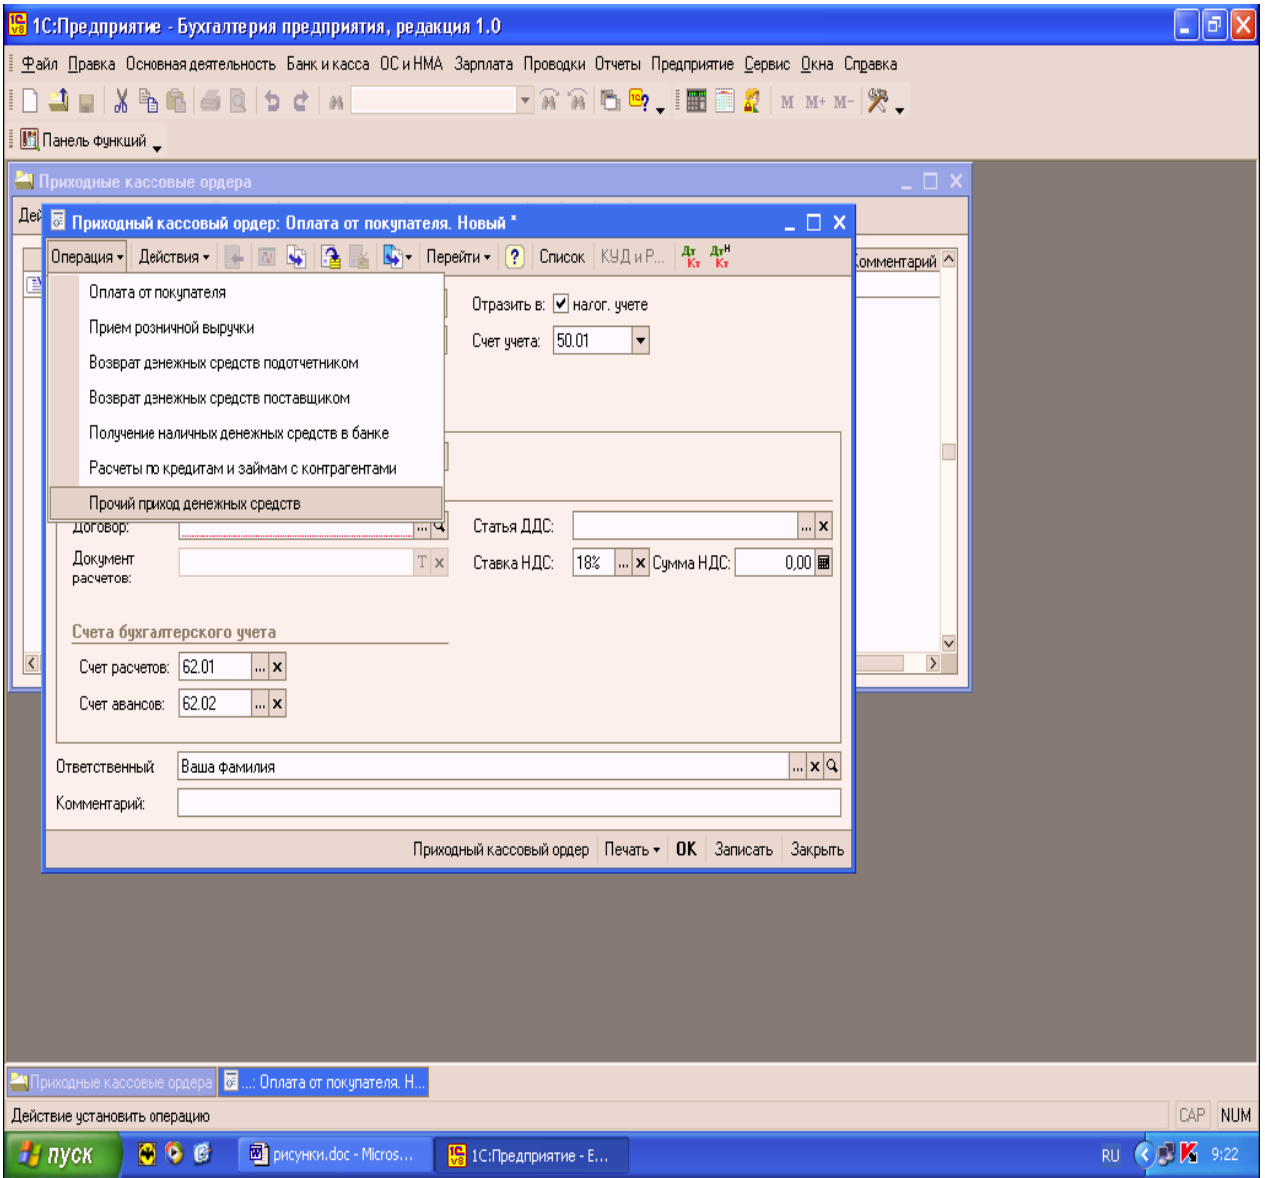 1С:Предприятие - Бухгалтерия предприятия, редакция 1.0
Файл Правка Основная деятельность Банк и касса ОС и НМА Зарплата Проводки Отчеты Предприятие Сервис Окна Справка
M M+ M-
Панель функций
Приходные кассовые ордера
Приходный кассовый ордер: Оплата от покупателя. Новый *
Операция Действия Перейти Список КУД и Р... Дт Кт Дт Н Кт
Комментарий
Оплата от покупателя
Прием розничной выручки
Возврат денежных средств подотчетником
Возврат денежных средств поставщиком
Получение наличных денежных средств в банке
Расчеты по кредитам и займам с контрагентами
Прочий приход денежных средств
Отразить в: налог. учете
Счет учета: 50.01
Договор: ... Статья ДДС: ... x
Документ расчетов: T x Ставка НДС: 18% ... x Сумма НДС: 0,00
Счета бухгалтерского учета
Счет расчетов: 62.01 ... x
Счет авансов: 62.02 ... x
Ответственный: Ваша фамилия ... x
Комментарий:
Приходный кассовый ордер Печать OK Записать Закрыть
Приходные кассовые ордера ...: Оплата от покупателя. Н...
Действие установить операцию CAP NUM
пуск рисунки.doc - Micros... 1С:Предприятие - Б... RU 9:22